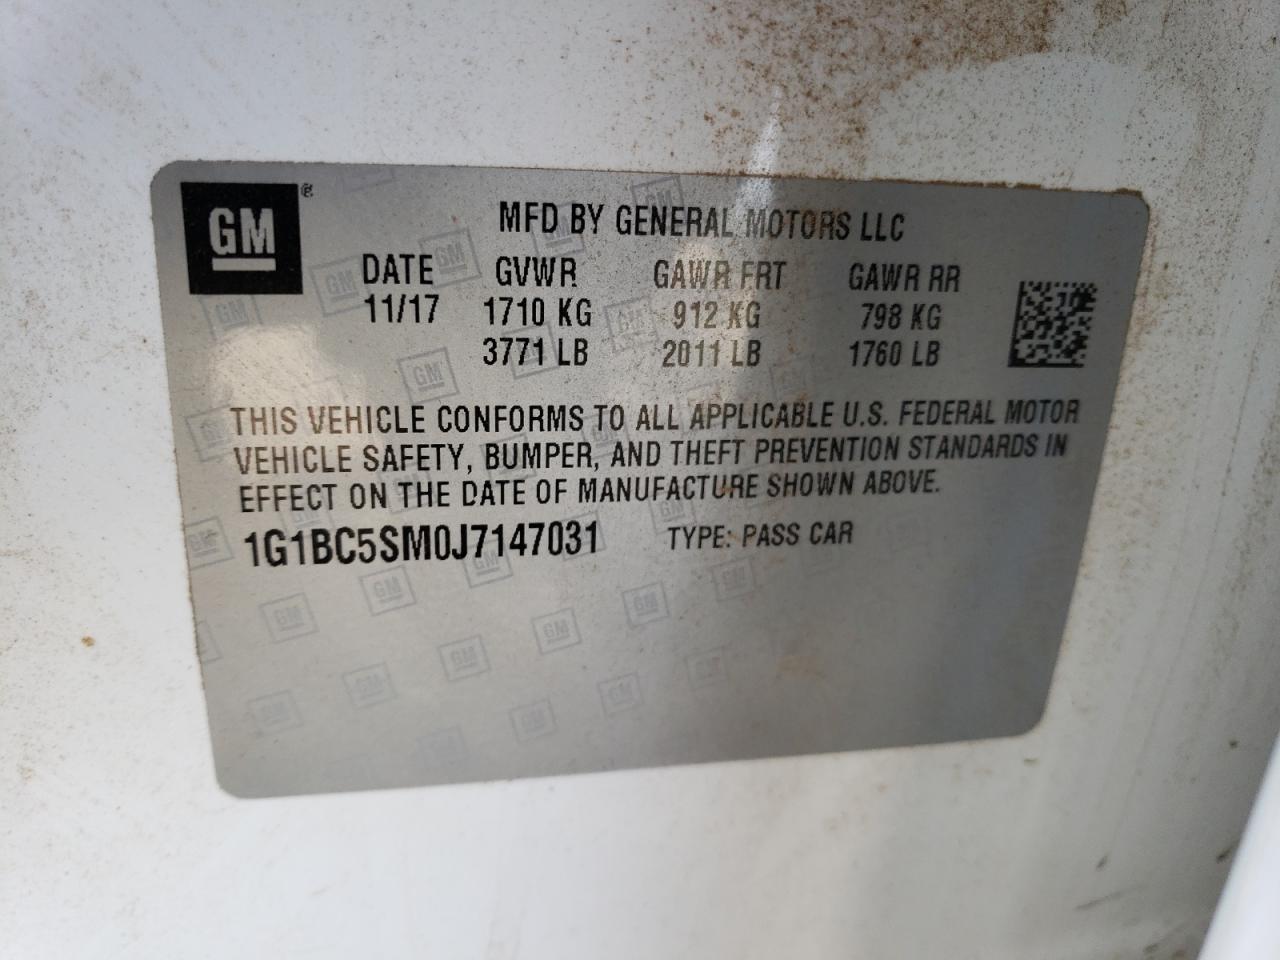 GM ®
MFD BY GENERAL MOTORS LLC
DATE GVWR GAWR FRT GAWR RR
11/17 1710 KG 912 KG 798 KG
3771 LB 2011 LB 1760 LB
THIS VEHICLE CONFORMS TO ALL APPLICABLE U.S. FEDERAL MOTOR
VEHICLE SAFETY, BUMPER, AND THEFT PREVENTION STANDARDS IN
EFFECT ON THE DATE OF MANUFACTURE SHOWN ABOVE.
1G1BC5SM0J7147031 TYPE: PASS CAR